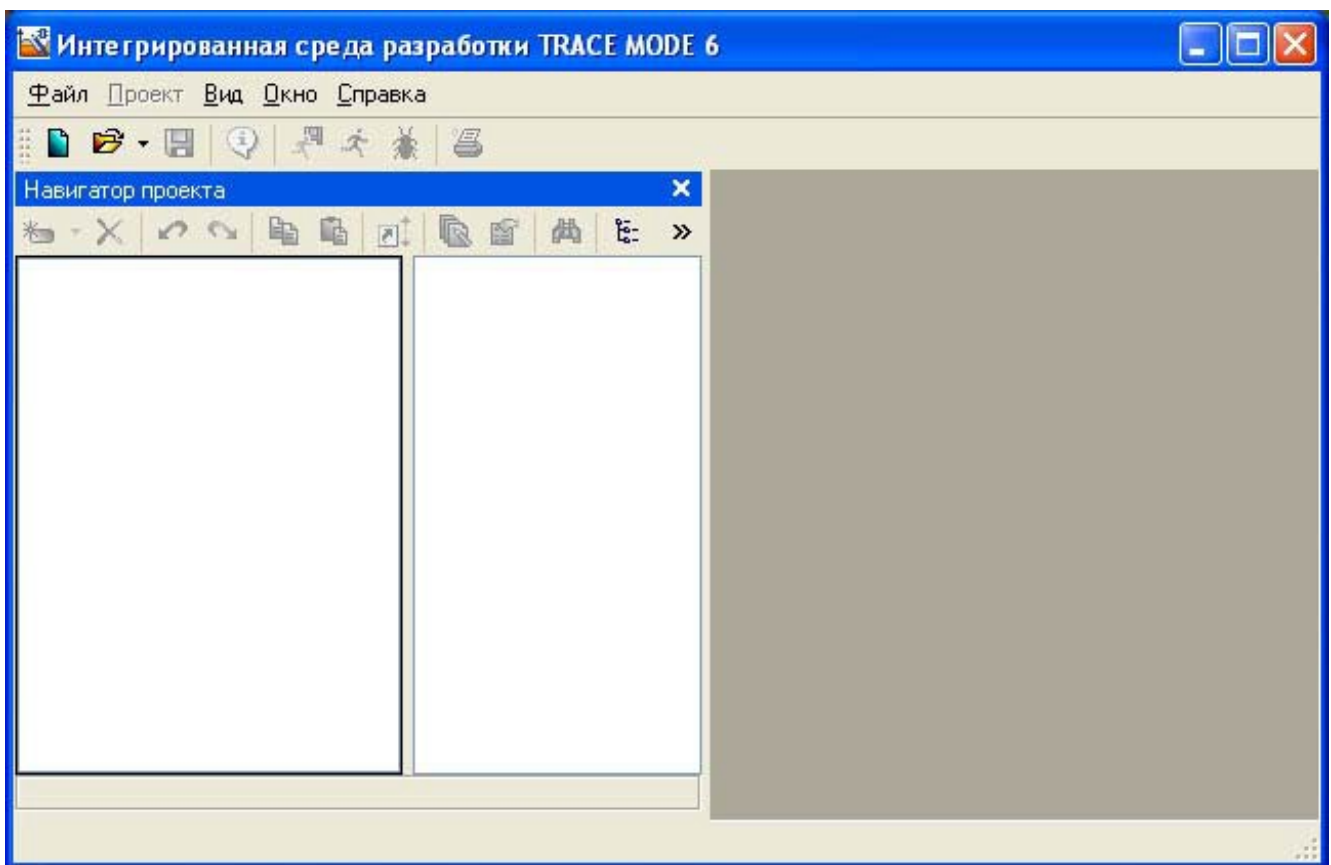 Интегрированная среда разработки TRACE MODE 6
Файл Проект Вид Окно Справка
Навигатор проекта